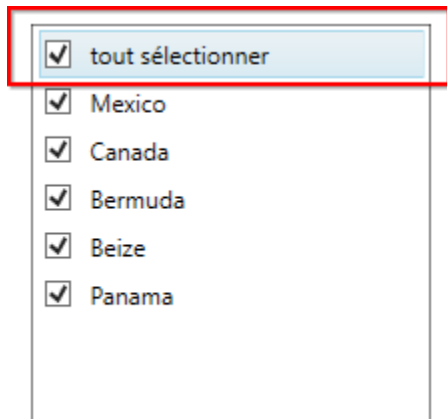 tout sélectionner
Mexico
Canada
Bermuda
Beize
Panama